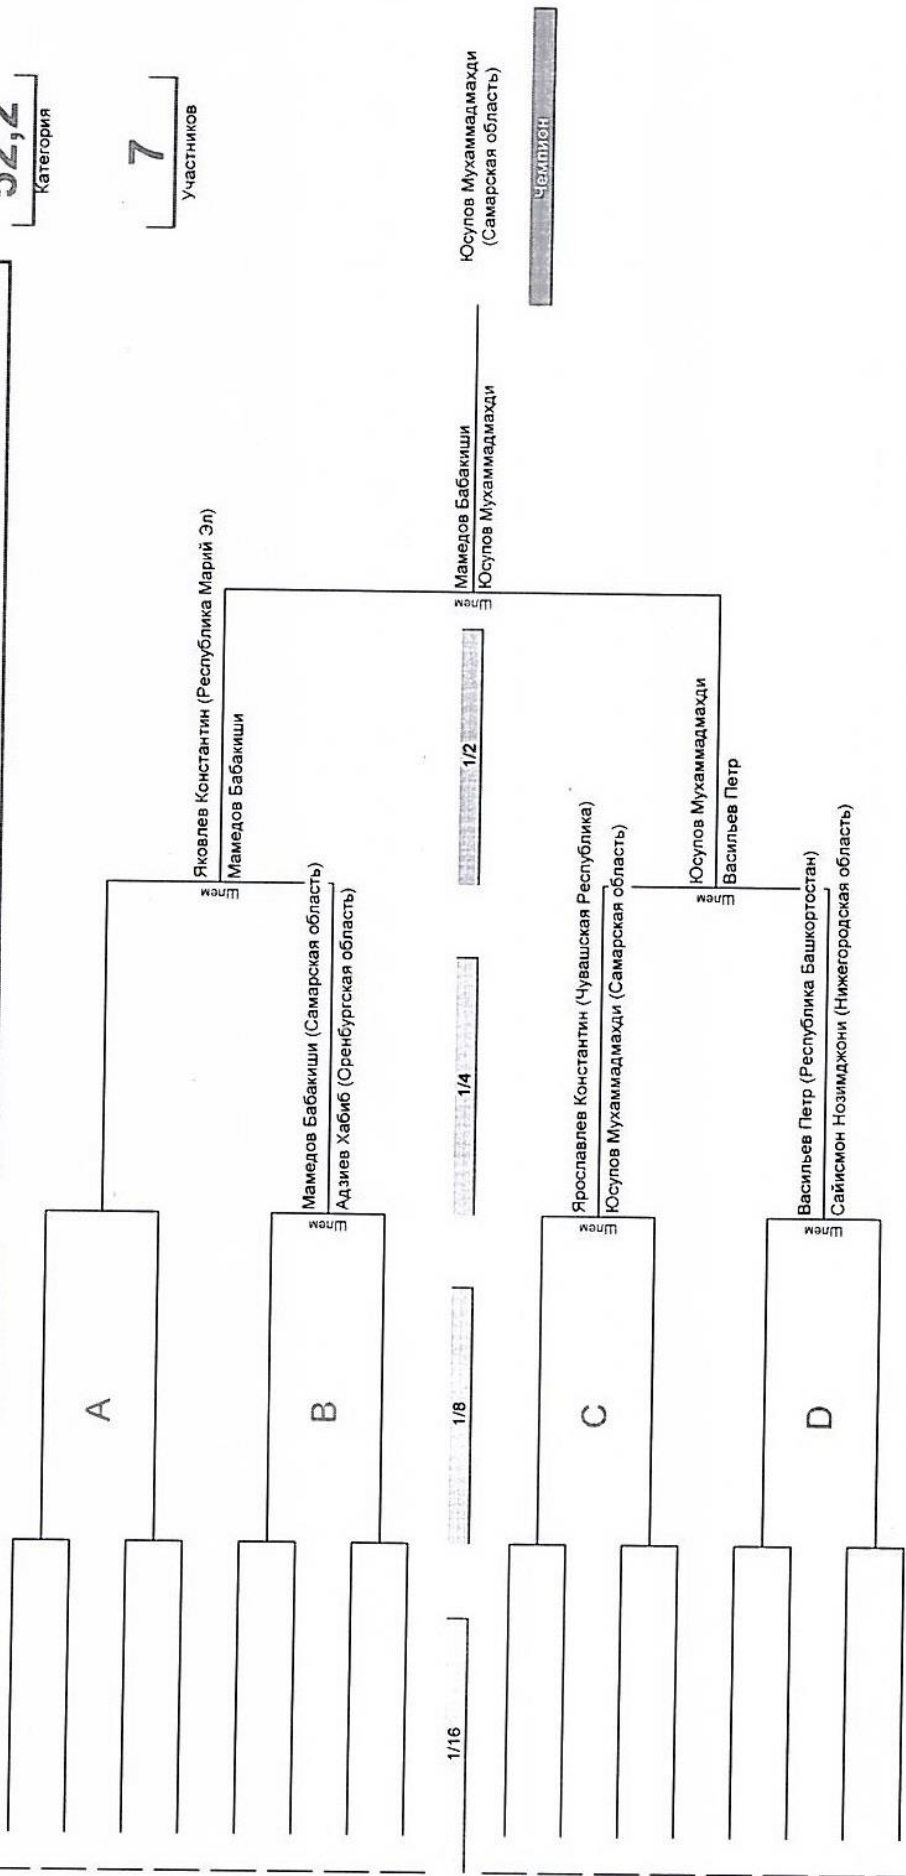 52,2
Категория
7
Участников
A
B
C
D
1/16
1/8
1/4
1/2
Шлем
Мамедов Бабакиши (Самарская область)
Адзиев Хабиб (Оренбургская область)
Шлем
Ярославлев Константин (Чувашская Республика)
Юсупов Мухаммадмахди (Самарская область)
Шлем
Васильев Петр (Республика Башкортостан)
Сайисмон Нозимджони (Нижегородская область)
Шлем
Яковлев Константин (Республика Марий Эл)
Мамедов Бабакиши
Шлем
Юсупов Мухаммадмахди
Васильев Петр
Шлем
Мамедов Бабакиши
Юсупов Мухаммадмахди
Юсупов Мухаммадмахди
(Самарская область)
Чемпион